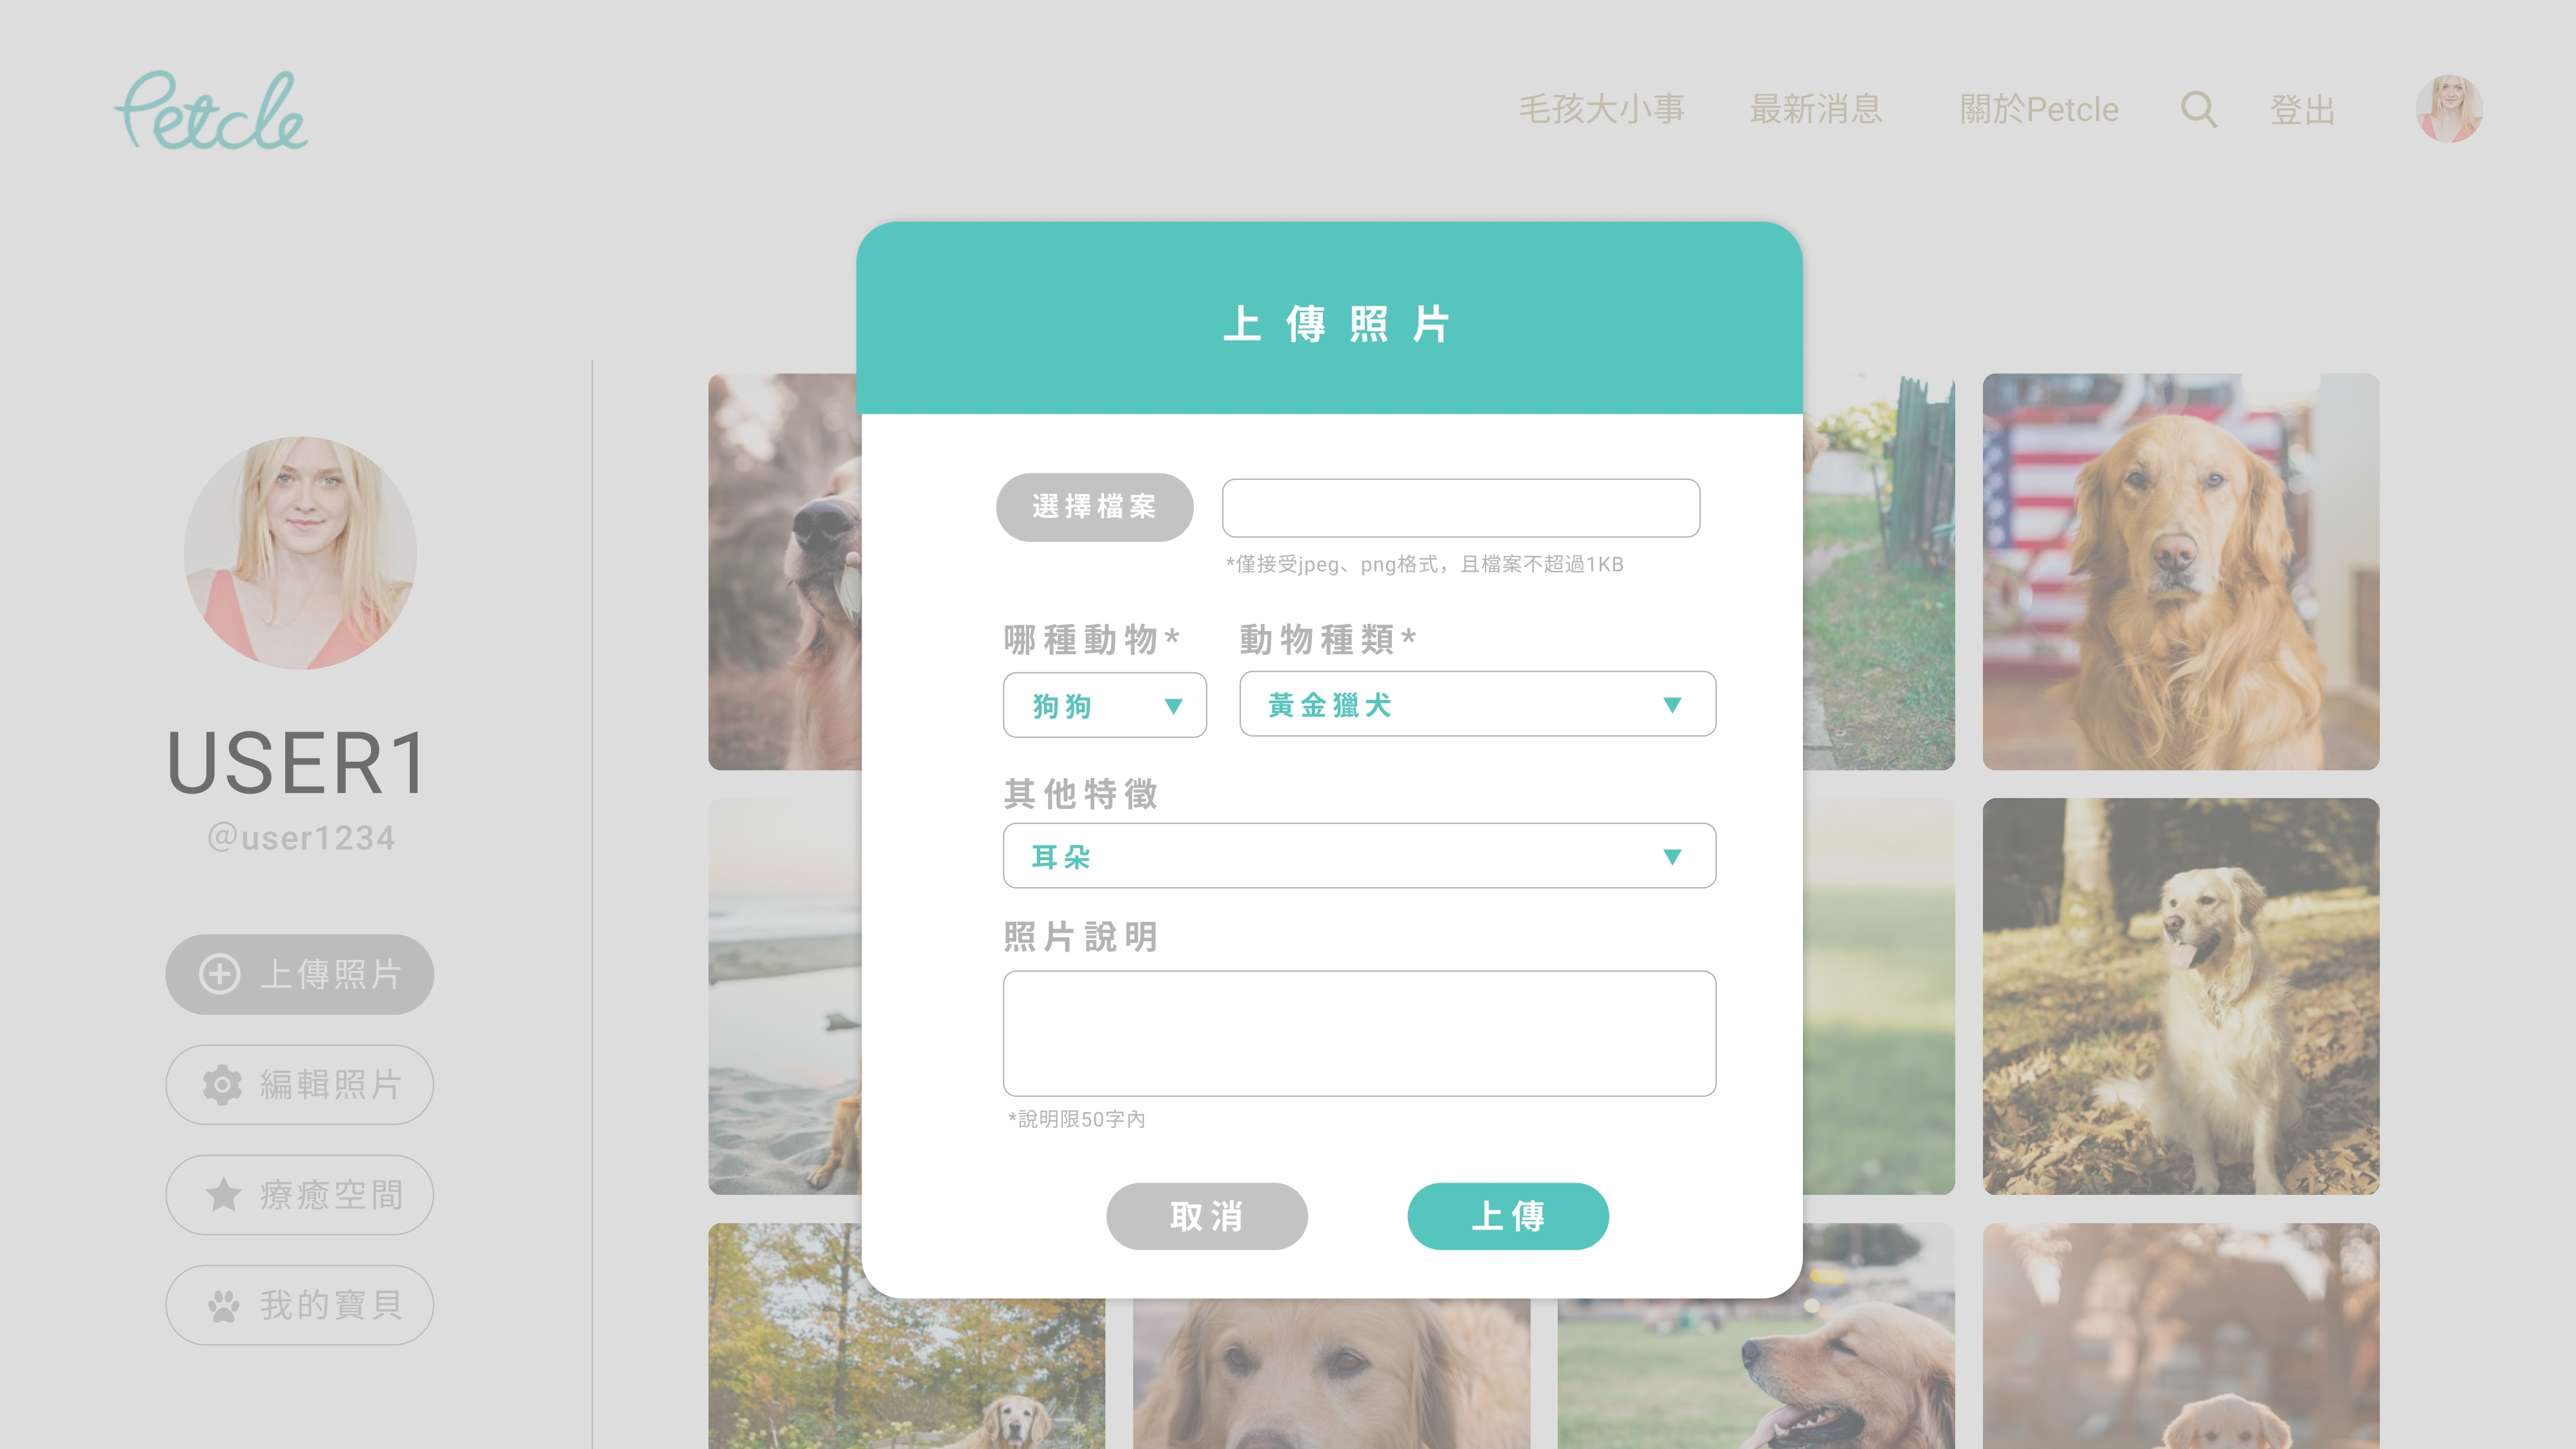 Petcle
毛孩大小事 最新消息 關於Petcle 登出
USER1
@user1234
上傳照片
編輯照片
療癒空間
我的寶貝
上傳照片
選擇檔案
*僅接受jpeg、png格式，且檔案不超過1KB
哪種動物* 動物種類*
狗狗 黃金獵犬
其他特徵
耳朵
照片說明
*說明限50字內
取消 上傳